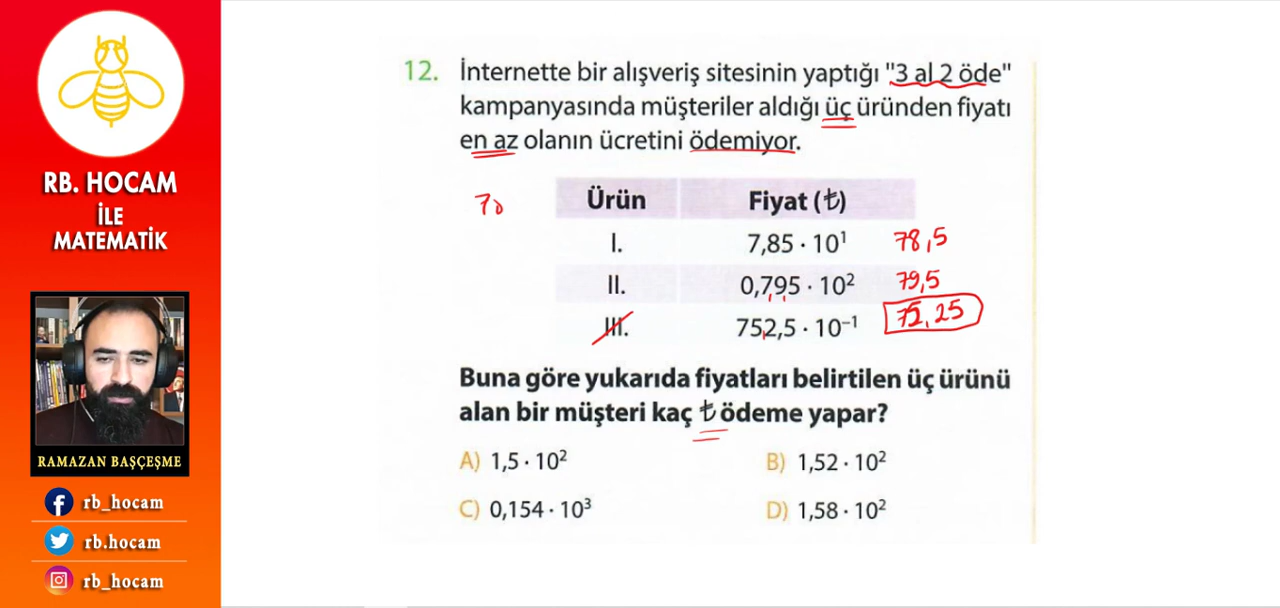 RB. HOCAM
İLE
MATEMATİK
RAMAZAN BAŞÇEŞME
rb_hocam
rb.hocam
rb_hocam
12. İnternette bir alışveriş sitesinin yaptığı "3 al 2 öde"
kampanyasında müşteriler aldığı üç üründen fiyatı
en az olanın ücretini ödemiyor.
Ürün Fiyat (₺)
I. 7,85 · 10¹ 78,5
II. 0,795 · 10² 79,5
III. 752,5 · 10⁻¹ 75,25
Buna göre yukarıda fiyatları belirtilen üç ürünü
alan bir müşteri kaç ₺ ödeme yapar?
A) 1,5 · 10² B) 1,52 · 10²
C) 0,154 · 10³ D) 1,58 · 10²